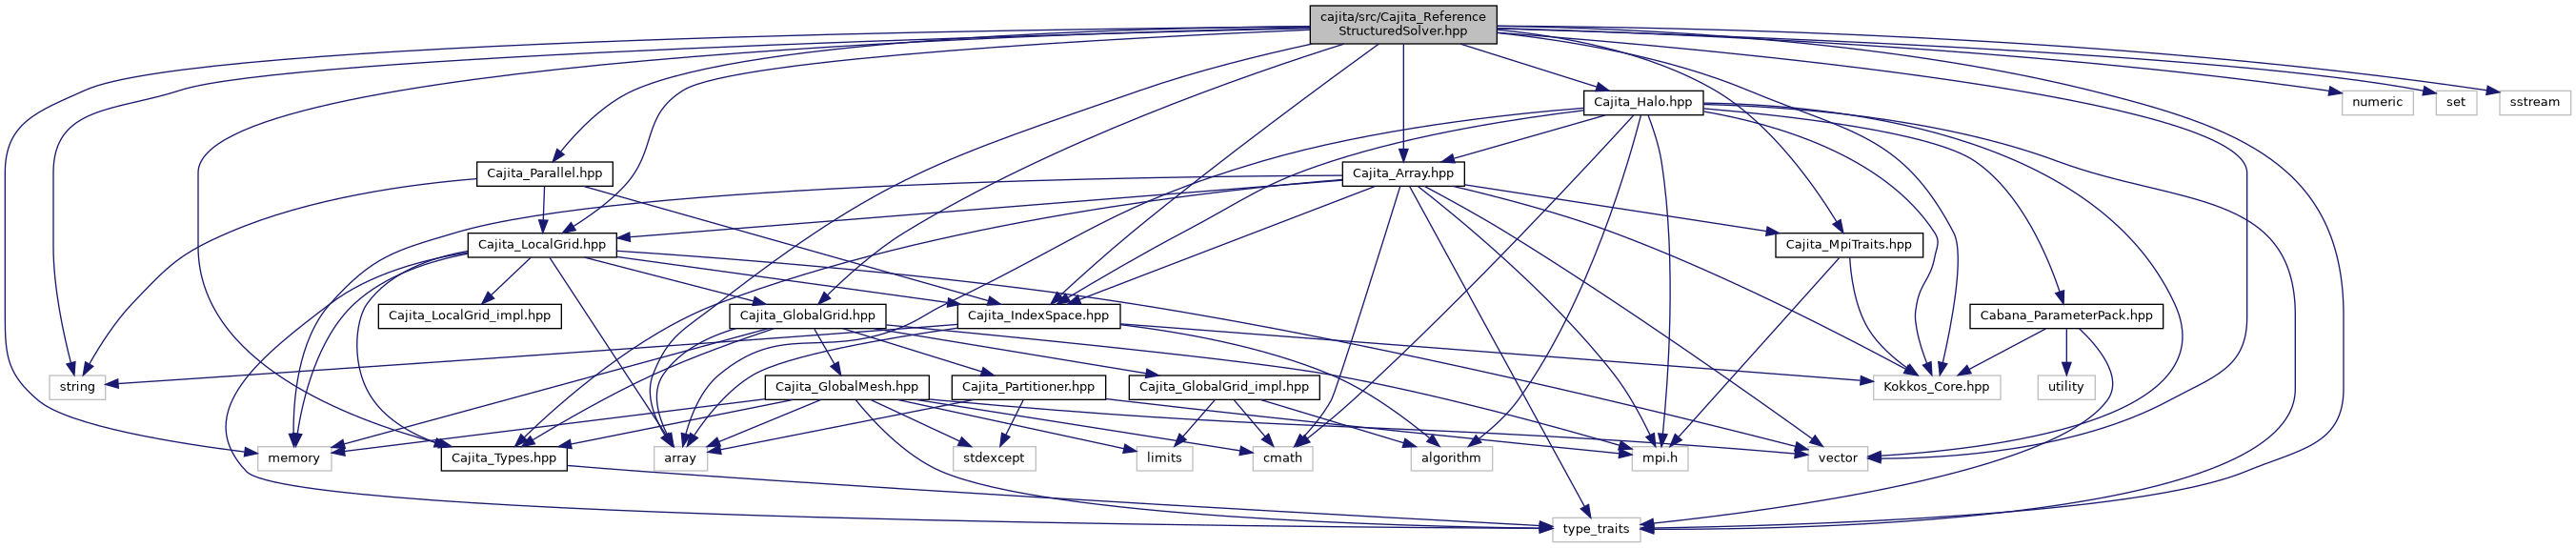 cajita/src/Cajita_Reference
StructuredSolver.hpp
Cajita_Halo.hpp
numeric
set
sstream
Cajita_Parallel.hpp
Cajita_Array.hpp
Cajita_LocalGrid.hpp
Cajita_MpiTraits.hpp
Cajita_LocalGrid_impl.hpp
Cajita_GlobalGrid.hpp
Cajita_IndexSpace.hpp
Cabana_ParameterPack.hpp
string
Cajita_GlobalMesh.hpp
Cajita_Partitioner.hpp
Cajita_GlobalGrid_impl.hpp
Kokkos_Core.hpp
utility
memory
Cajita_Types.hpp
array
stdexcept
limits
cmath
algorithm
mpi.h
vector
type_traits